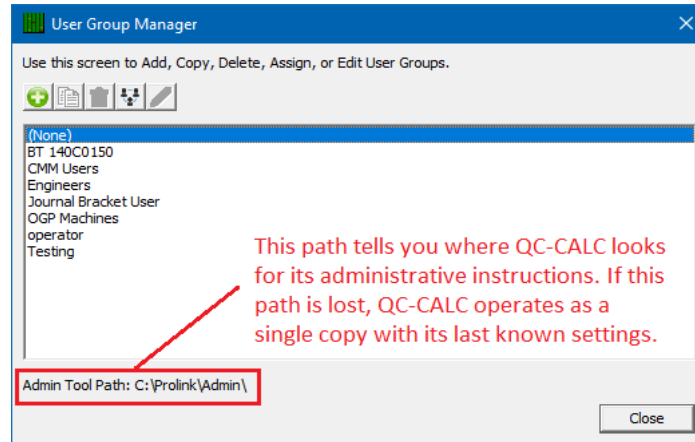 User Group Manager
Use this screen to Add, Copy, Delete, Assign, or Edit User Groups.
(None)
BT 140C0150
CMM Users
Engineers
Journal Bracket User
OGP Machines
operator
Testing
This path tells you where QC-CALC looks
for its administrative instructions. If this
path is lost, QC-CALC operates as a
single copy with its last known settings.
Admin Tool Path: C:\Prolink\Admin\
Close